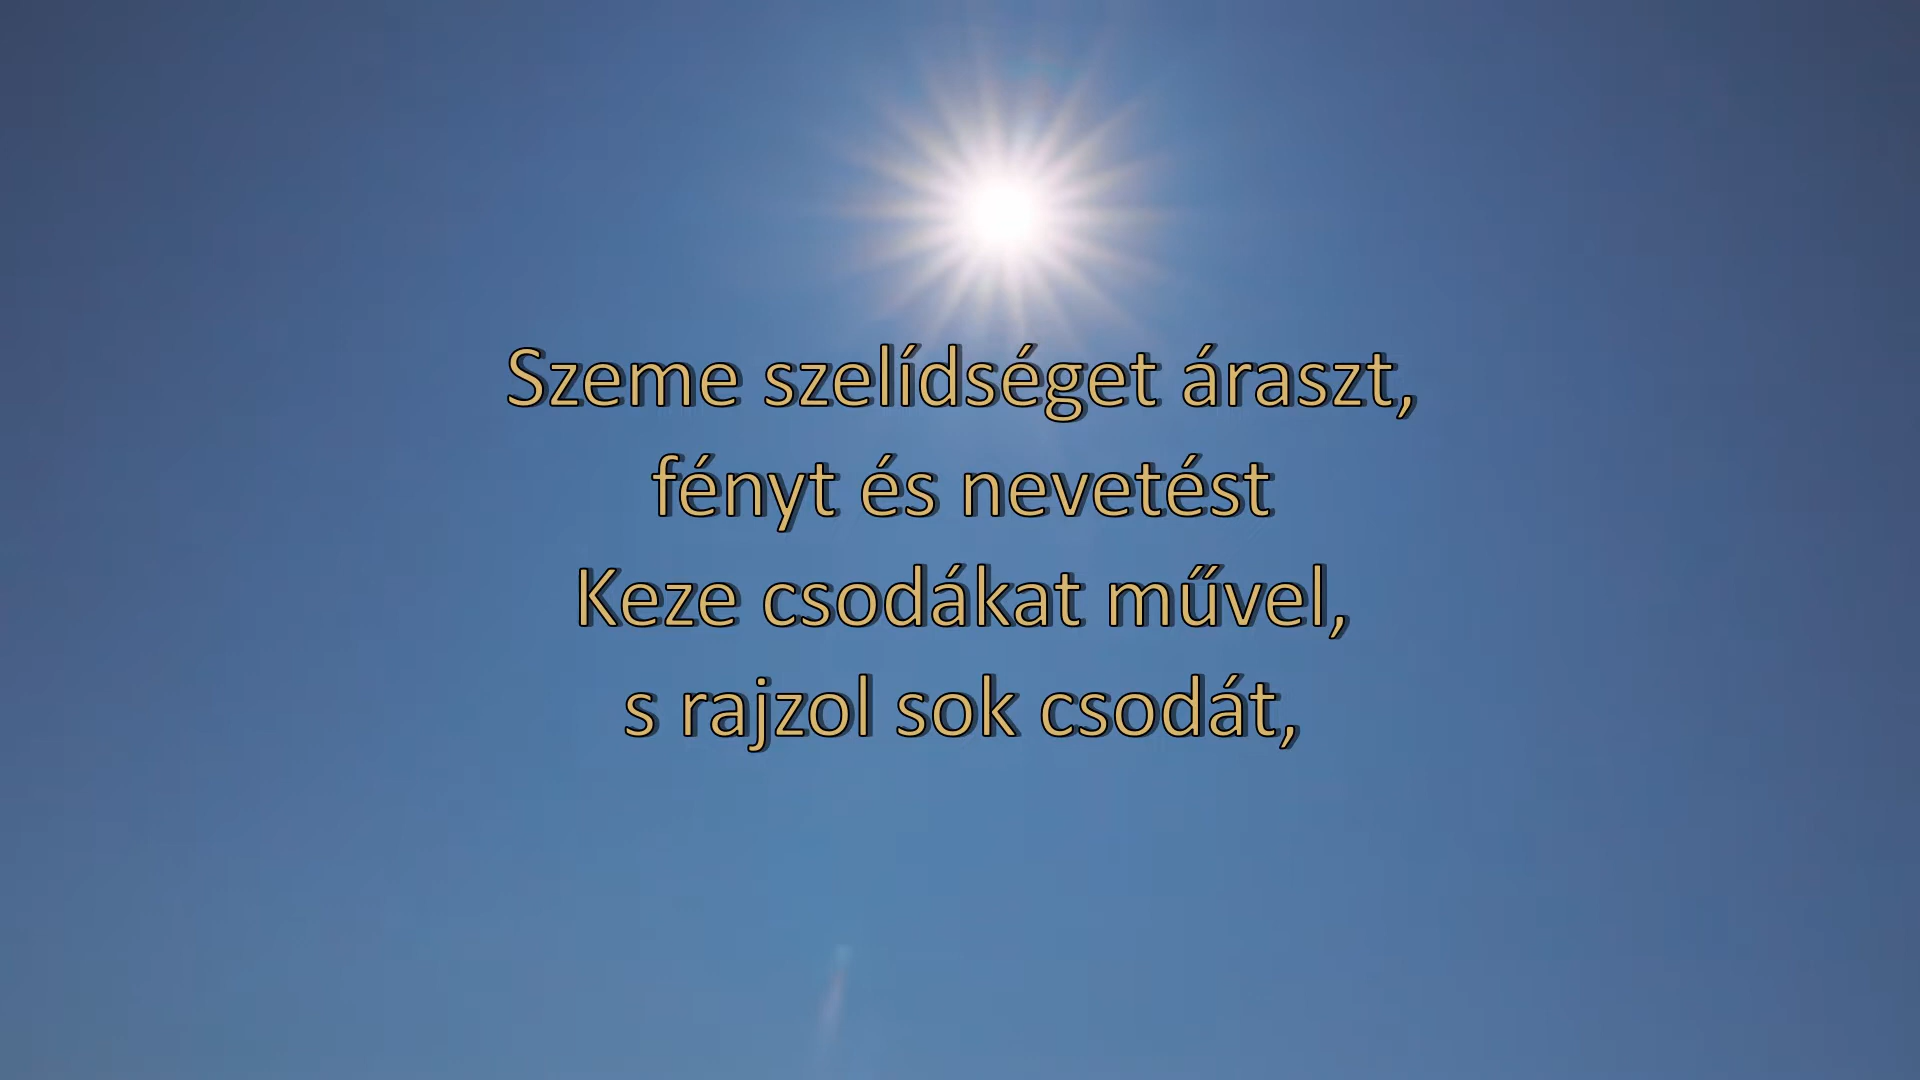 Szeme szelídséget áraszt,
fényt és nevetést
Keze csodákat művel,
s rajzol sok csodát,